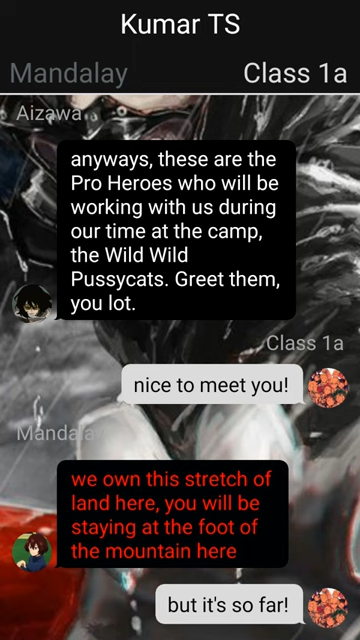 Kumar TS
Mandalay
Class 1a
Aizawa
anyways, these are the
Pro Heroes who will be
working with us during
our time at the camp,
the Wild Wild
Pussycats. Greet them,
you lot.
Class 1a
nice to meet you!
Mandalay
we own this stretch of
land here, you will be
staying at the foot of
the mountain here
but it's so far!